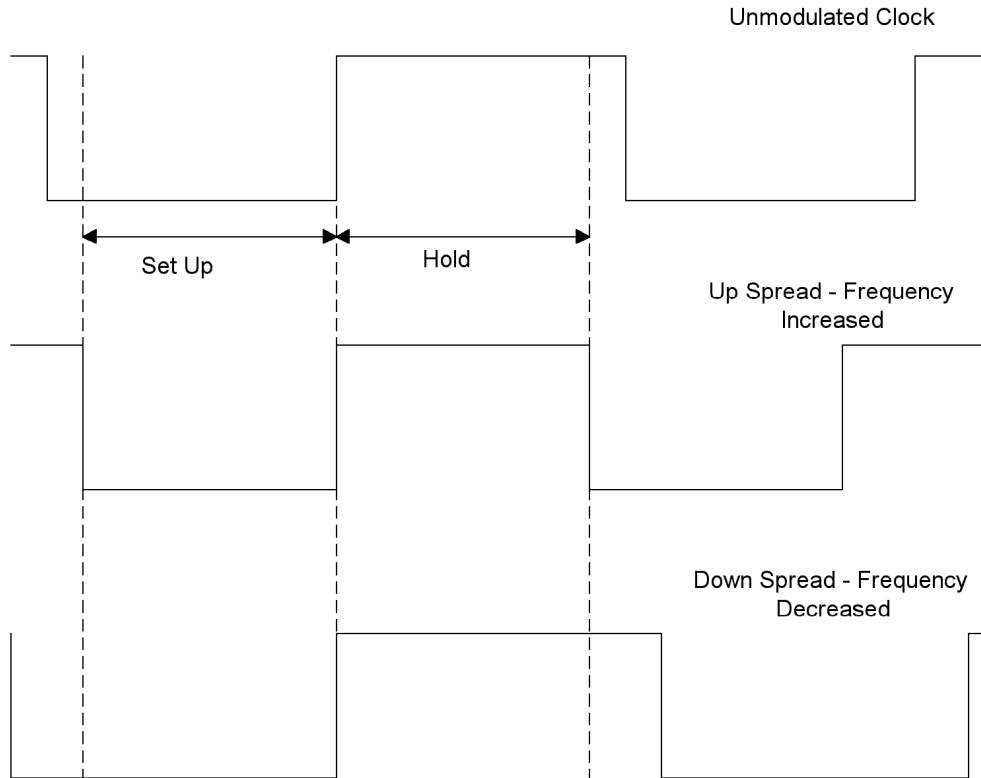 Unmodulated Clock
Set Up
Hold
Up Spread - Frequency
Increased
Down Spread - Frequency
Decreased